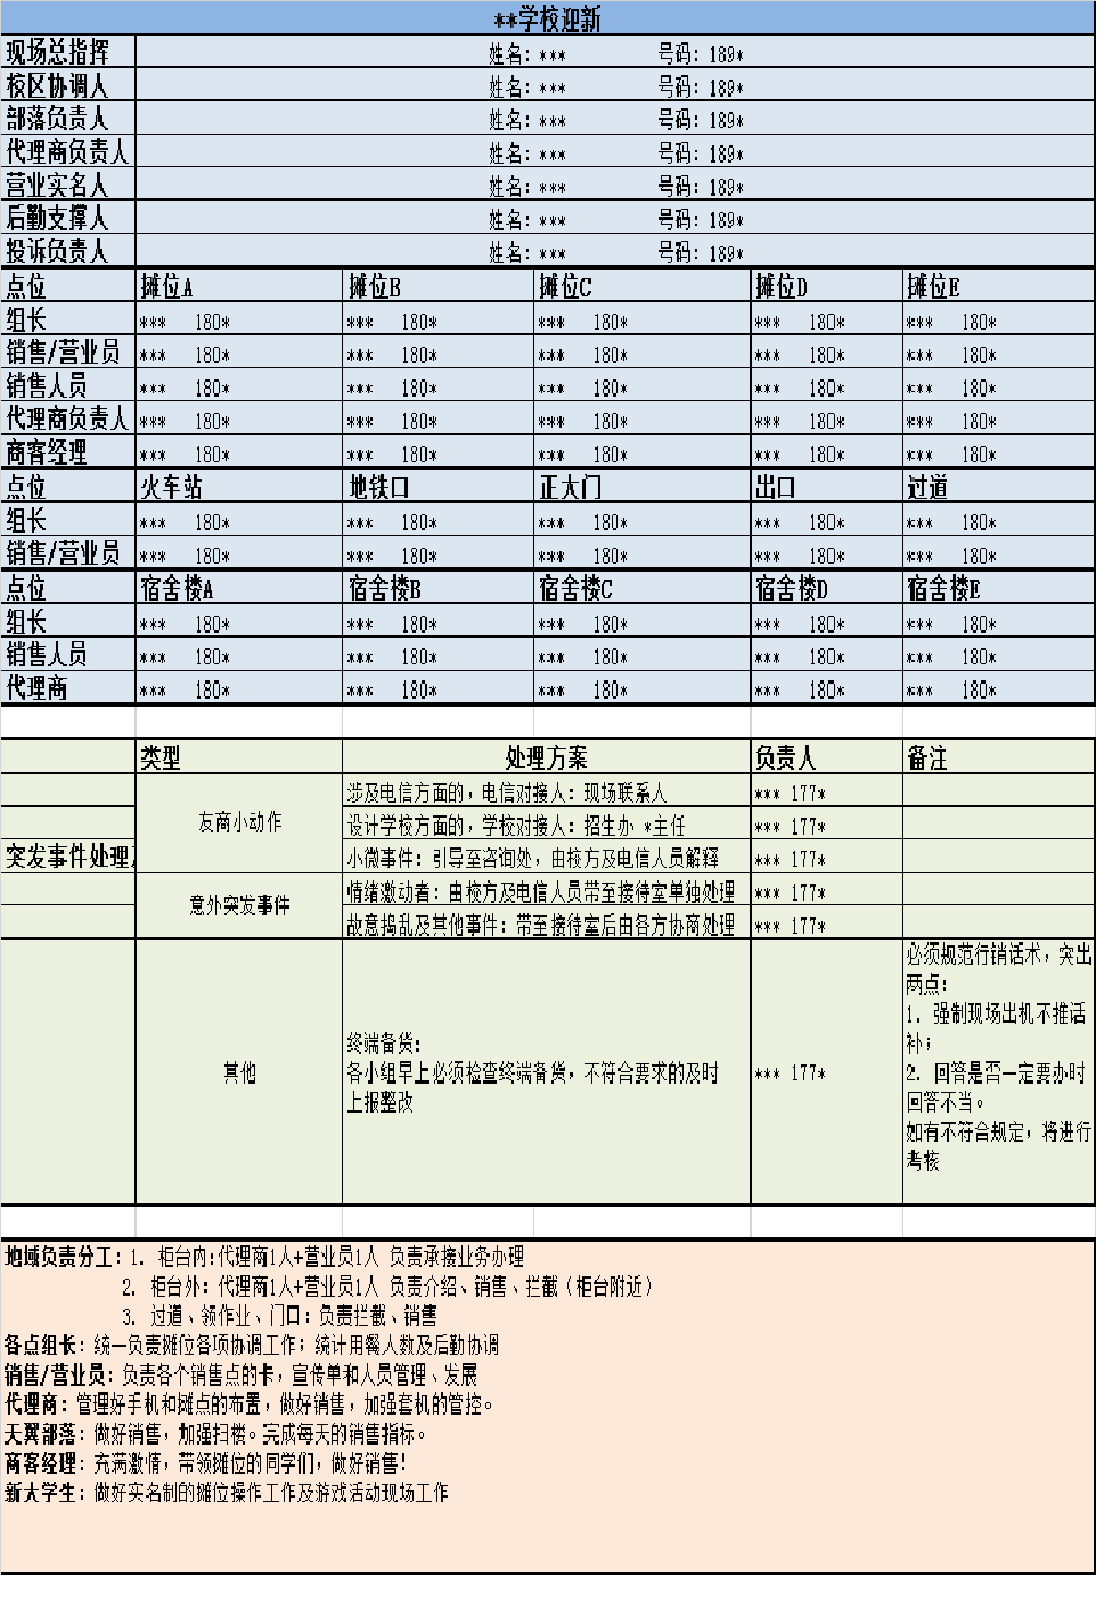 **学校迎新
现场总指挥 姓名: *** 号码: 189*
校区协调人 姓名: *** 号码: 189*
部落负责人 姓名: *** 号码: 189*
代理商负责人 姓名: *** 号码: 189*
营业实名人 姓名: *** 号码: 189*
后勤支撑人 姓名: *** 号码: 189*
投诉负责人 姓名: *** 号码: 189*
点位 摊位A 摊位B 摊位C 摊位D 摊位E
组长 *** 180* *** 180* *** 180* *** 180* *** 180*
销售/营业员 *** 180* *** 180* *** 180* *** 180* *** 180*
销售人员 *** 180* *** 180* *** 180* *** 180* *** 180*
代理商负责人 *** 180* *** 180* *** 180* *** 180* *** 180*
商客经理 *** 180* *** 180* *** 180* *** 180* *** 180*
点位 火车站 地铁口 正大门 出口 过道
组长 *** 180* *** 180* *** 180* *** 180* *** 180*
销售/营业员 *** 180* *** 180* *** 180* *** 180* *** 180*
点位 宿舍楼A 宿舍楼B 宿舍楼C 宿舍楼D 宿舍楼E
组长 *** 180* *** 180* *** 180* *** 180* *** 180*
销售人员 *** 180* *** 180* *** 180* *** 180* *** 180*
代理商 *** 180* *** 180* *** 180* *** 180* *** 180*
类型 处理方案 负责人 备注
突发事件处理
友商小动作
涉及电信方面的，电信对接人: 现场联系人 *** 177*
设计学校方面的，学校对接人: 招生办 *主任 *** 177*
小微事件: 引导至咨询处，由校方及电信人员解释 *** 177*
意外突发事件
情绪激动者: 由校方及电信人员带至接待室单独处理 *** 177*
故意捣乱及其他事件: 带至接待室后由各方协商处理 *** 177*
其他
终端备货:
各小组早上必须检查终端备货，不符合要求的及时
上报整改
*** 177*
必须规范行销话术，突出
两点:
1. 强制现场出机不推话
补;
2. 回答是否一定要办时
回答不当。
如有不符合规定，将进行
考核
地域负责分工: 1. 柜台内:代理商1人+营业员1人 负责承接业务办理
2. 柜台外: 代理商1人+营业员1人 负责介绍、销售、拦截（柜台附近）
3. 过道、领作业、门口: 负责拦截、销售
各点组长: 统一负责摊位各项协调工作; 统计用餐人数及后勤协调
销售/营业员: 负责各个销售点的卡，宣传单和人员管理、发展
代理商: 管理好手机和摊点的布置，做好销售，加强套机的管控。
天翼部落: 做好销售，加强扫楼。完成每天的销售指标。
商客经理: 充满激情，带领摊位的同学们，做好销售!
新大学生: 做好实名制的摊位操作工作及游戏活动现场工作